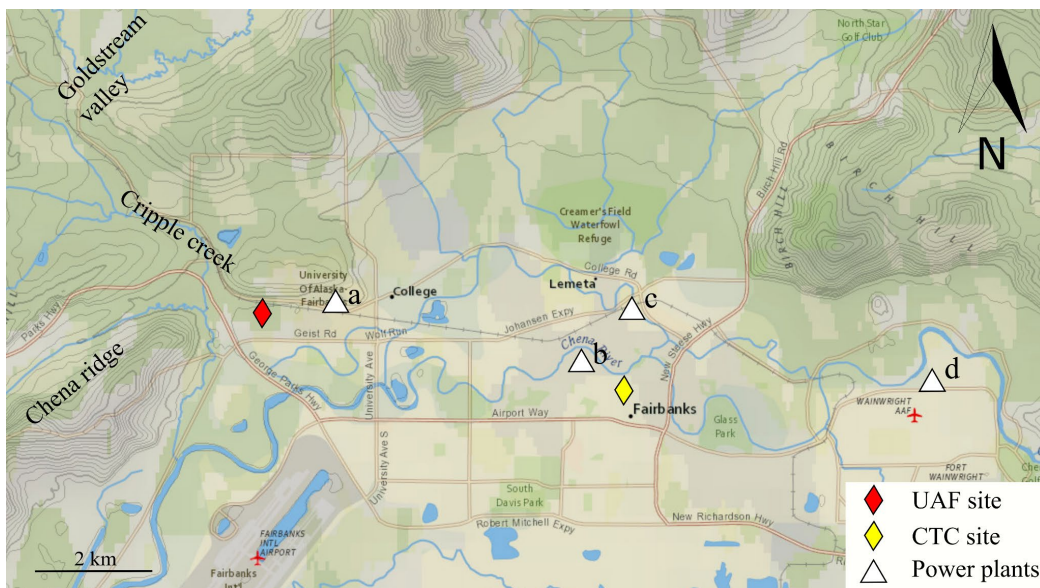 North Star
Golf Club
Goldstream
valley
N
Birch Hill Rd
BIRCH HILL
BIRCH HILL
Cripple creek
Creamer's Field
Waterfowl
Refuge
College Rd
University
Of Alaska-
Fairb
a
College
Lemeta
c
Parks Hwy
Geist Rd
Wolf Run
Johansen Expy
Chena River
b
New Steese Hwy
Chena ridge
George Parks Hwy
University Ave
d
WAINWRIGHT
AAF
Airport Way
Fairbanks
Glass
Park
University Ave S
FORT
WAINWRIGHT
South
Davis Park
Robert Mitchell Expy
New Richardson Hwy
FAIRBANKS
INTL
AIRPORT
Fairbanks
2 km
UAF site
CTC site
Power plants